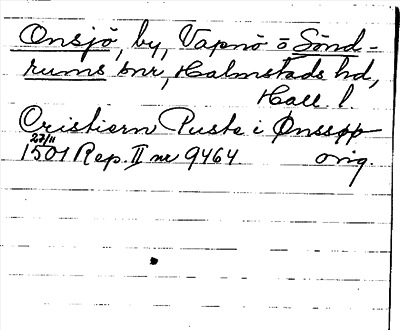 Onsjö, by, Vapnö o Sönd-
rums snr, Halmstads hd,
Hall. l.
Cristiern Puste i Ønssøø
27/11
1501 Rep. II nr 9464. orig.